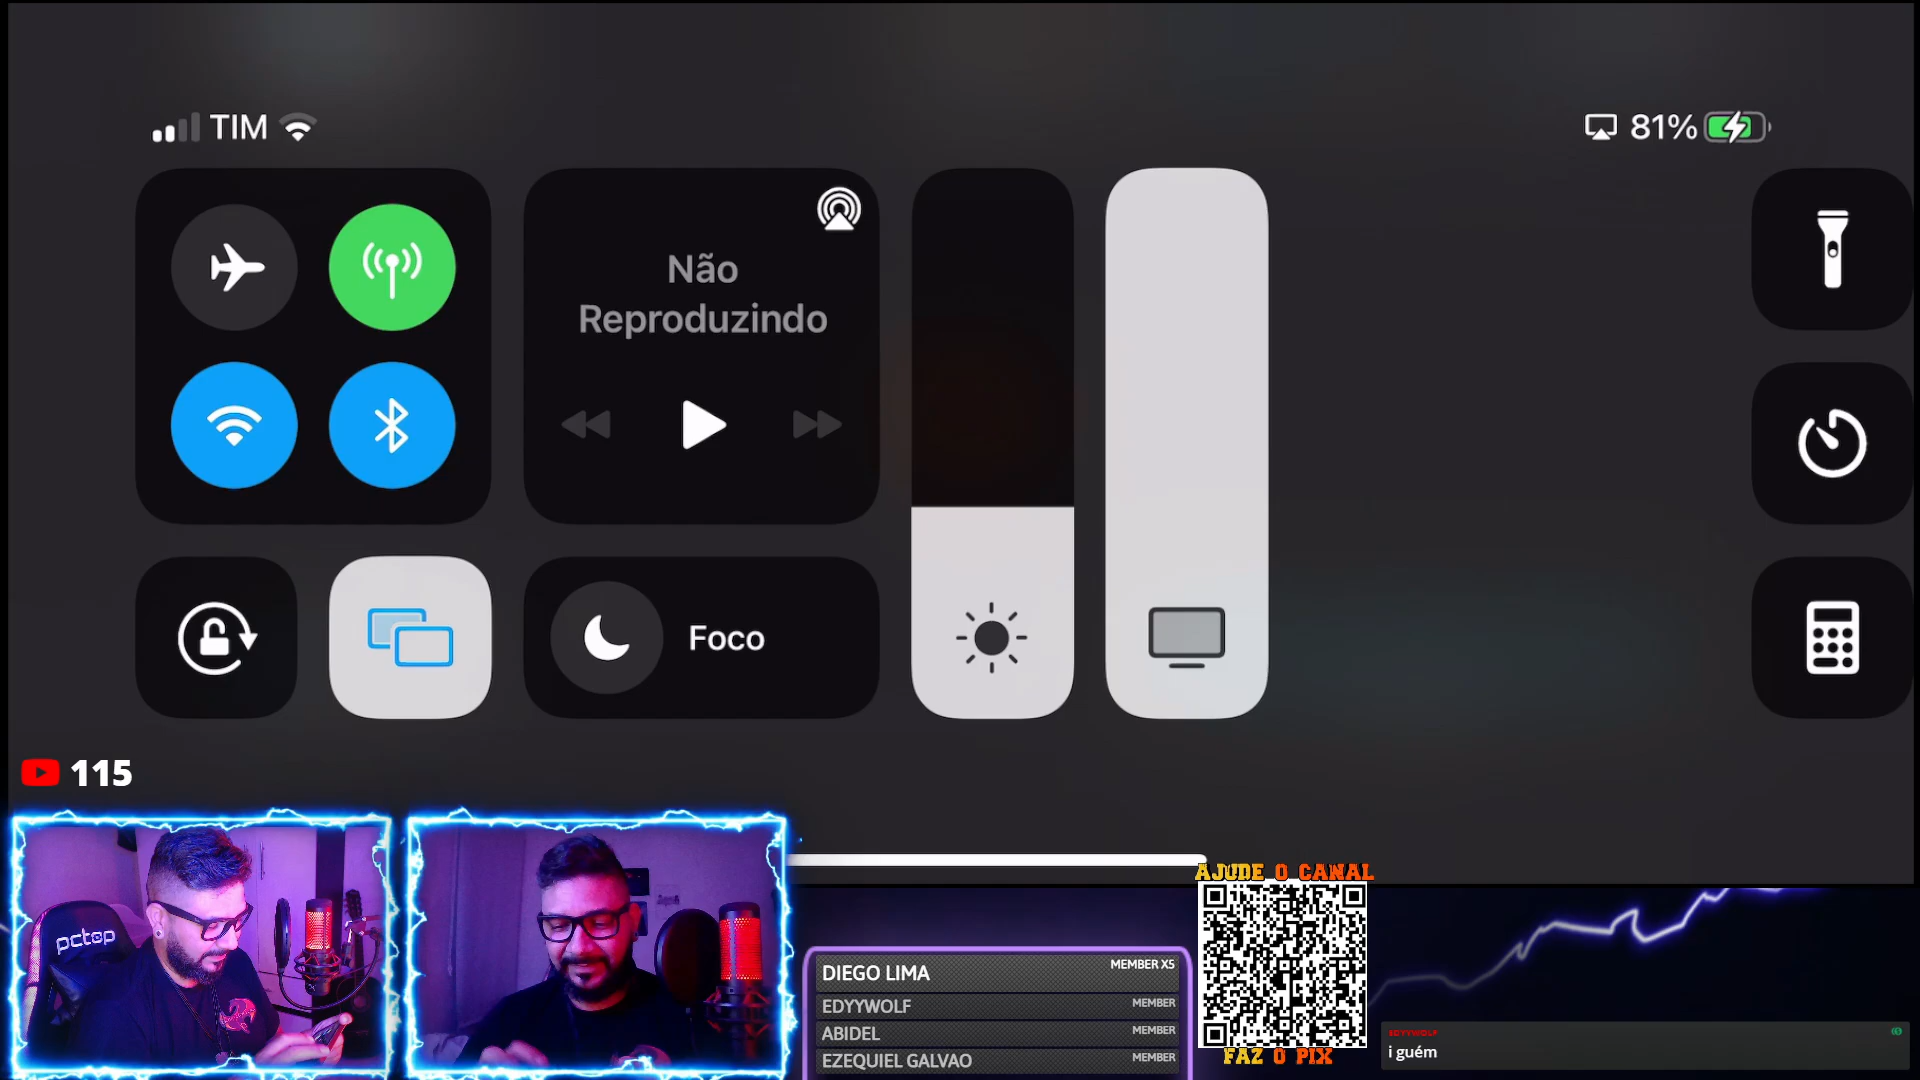 TIM
81%
Não
Reproduzindo
Foco
115
pctop
AJUDE O CANAL
DIEGO LIMA MEMBER X5
EDYYWOLF MEMBER
ABIDEL MEMBER
EZEQUIEL GALVAO MEMBER
FAZ O PIX
EDYYWOLF
i guém